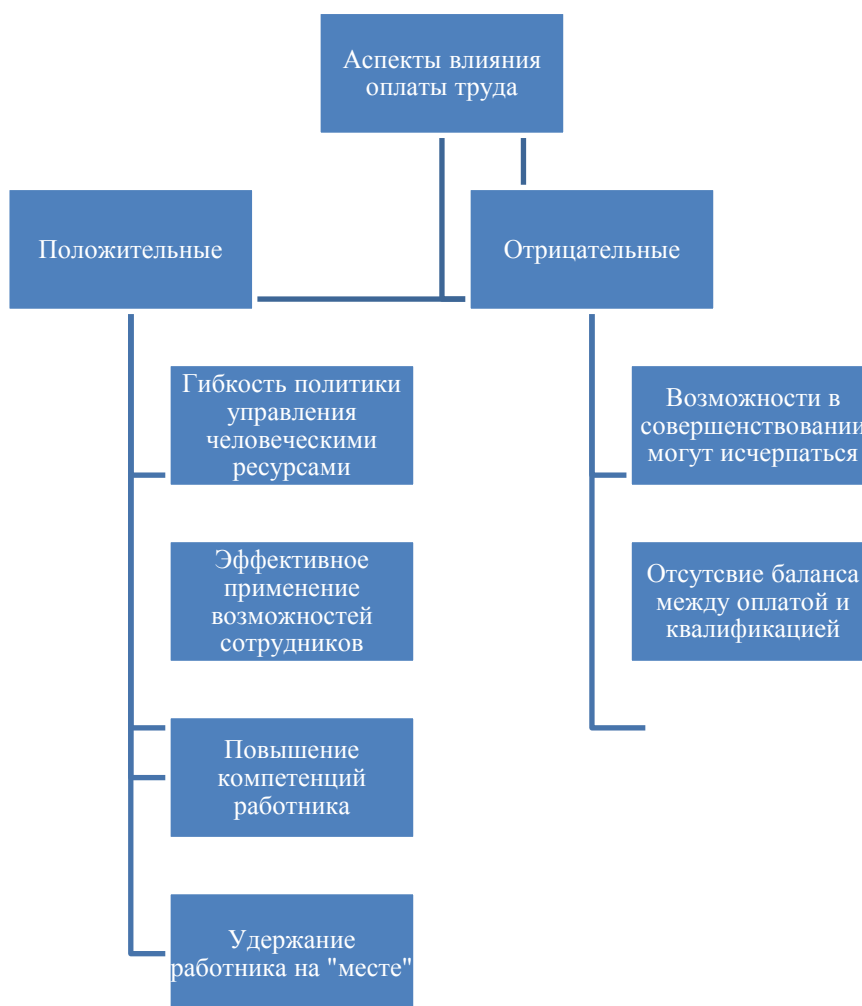 Аспекты влияния
оплаты труда
Положительные
Отрицательные
Гибкость политики
управления
человеческими
ресурсами
Эффективное
применение
возможностей
сотрудников
Повышение
компетенций
работника
Удержание
работника на "месте"
Возможности в
совершенствовании
могут исчерпаться
Отсутсвие баланса
между оплатой и
квалификацией